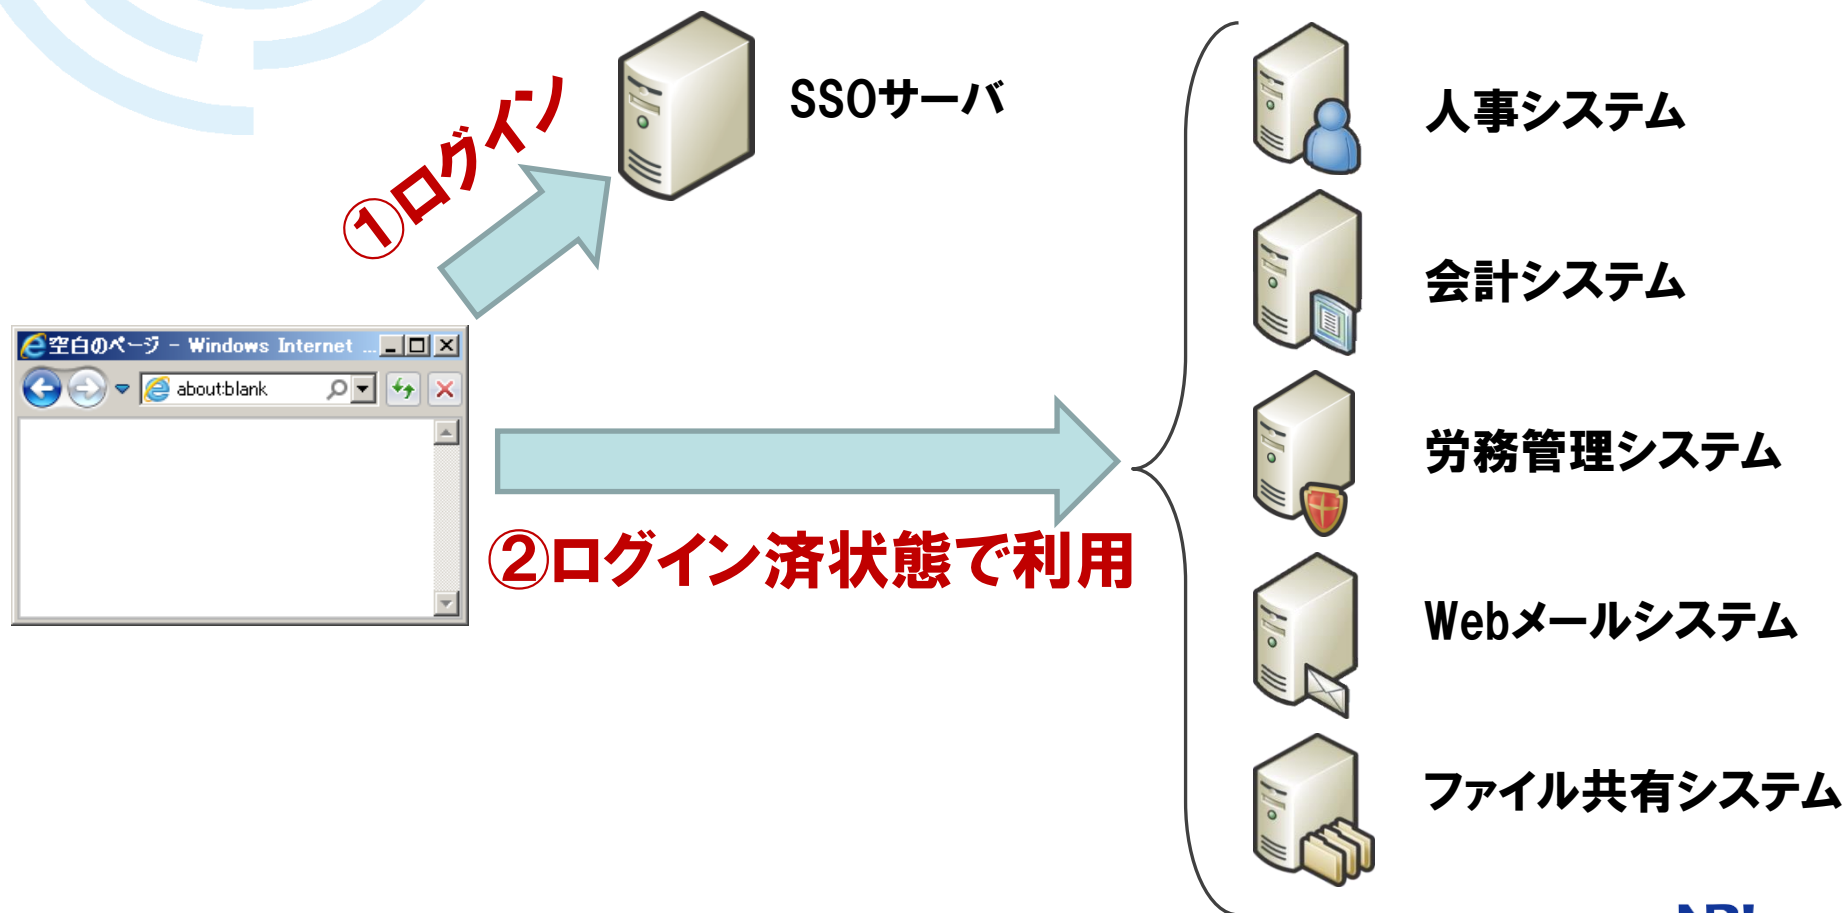 SSOサーバ
①ログイン
空白のページ - Windows Internet ...
about:blank
②ログイン済状態で利用
人事システム
会計システム
労務管理システム
Webメールシステム
ファイル共有システム